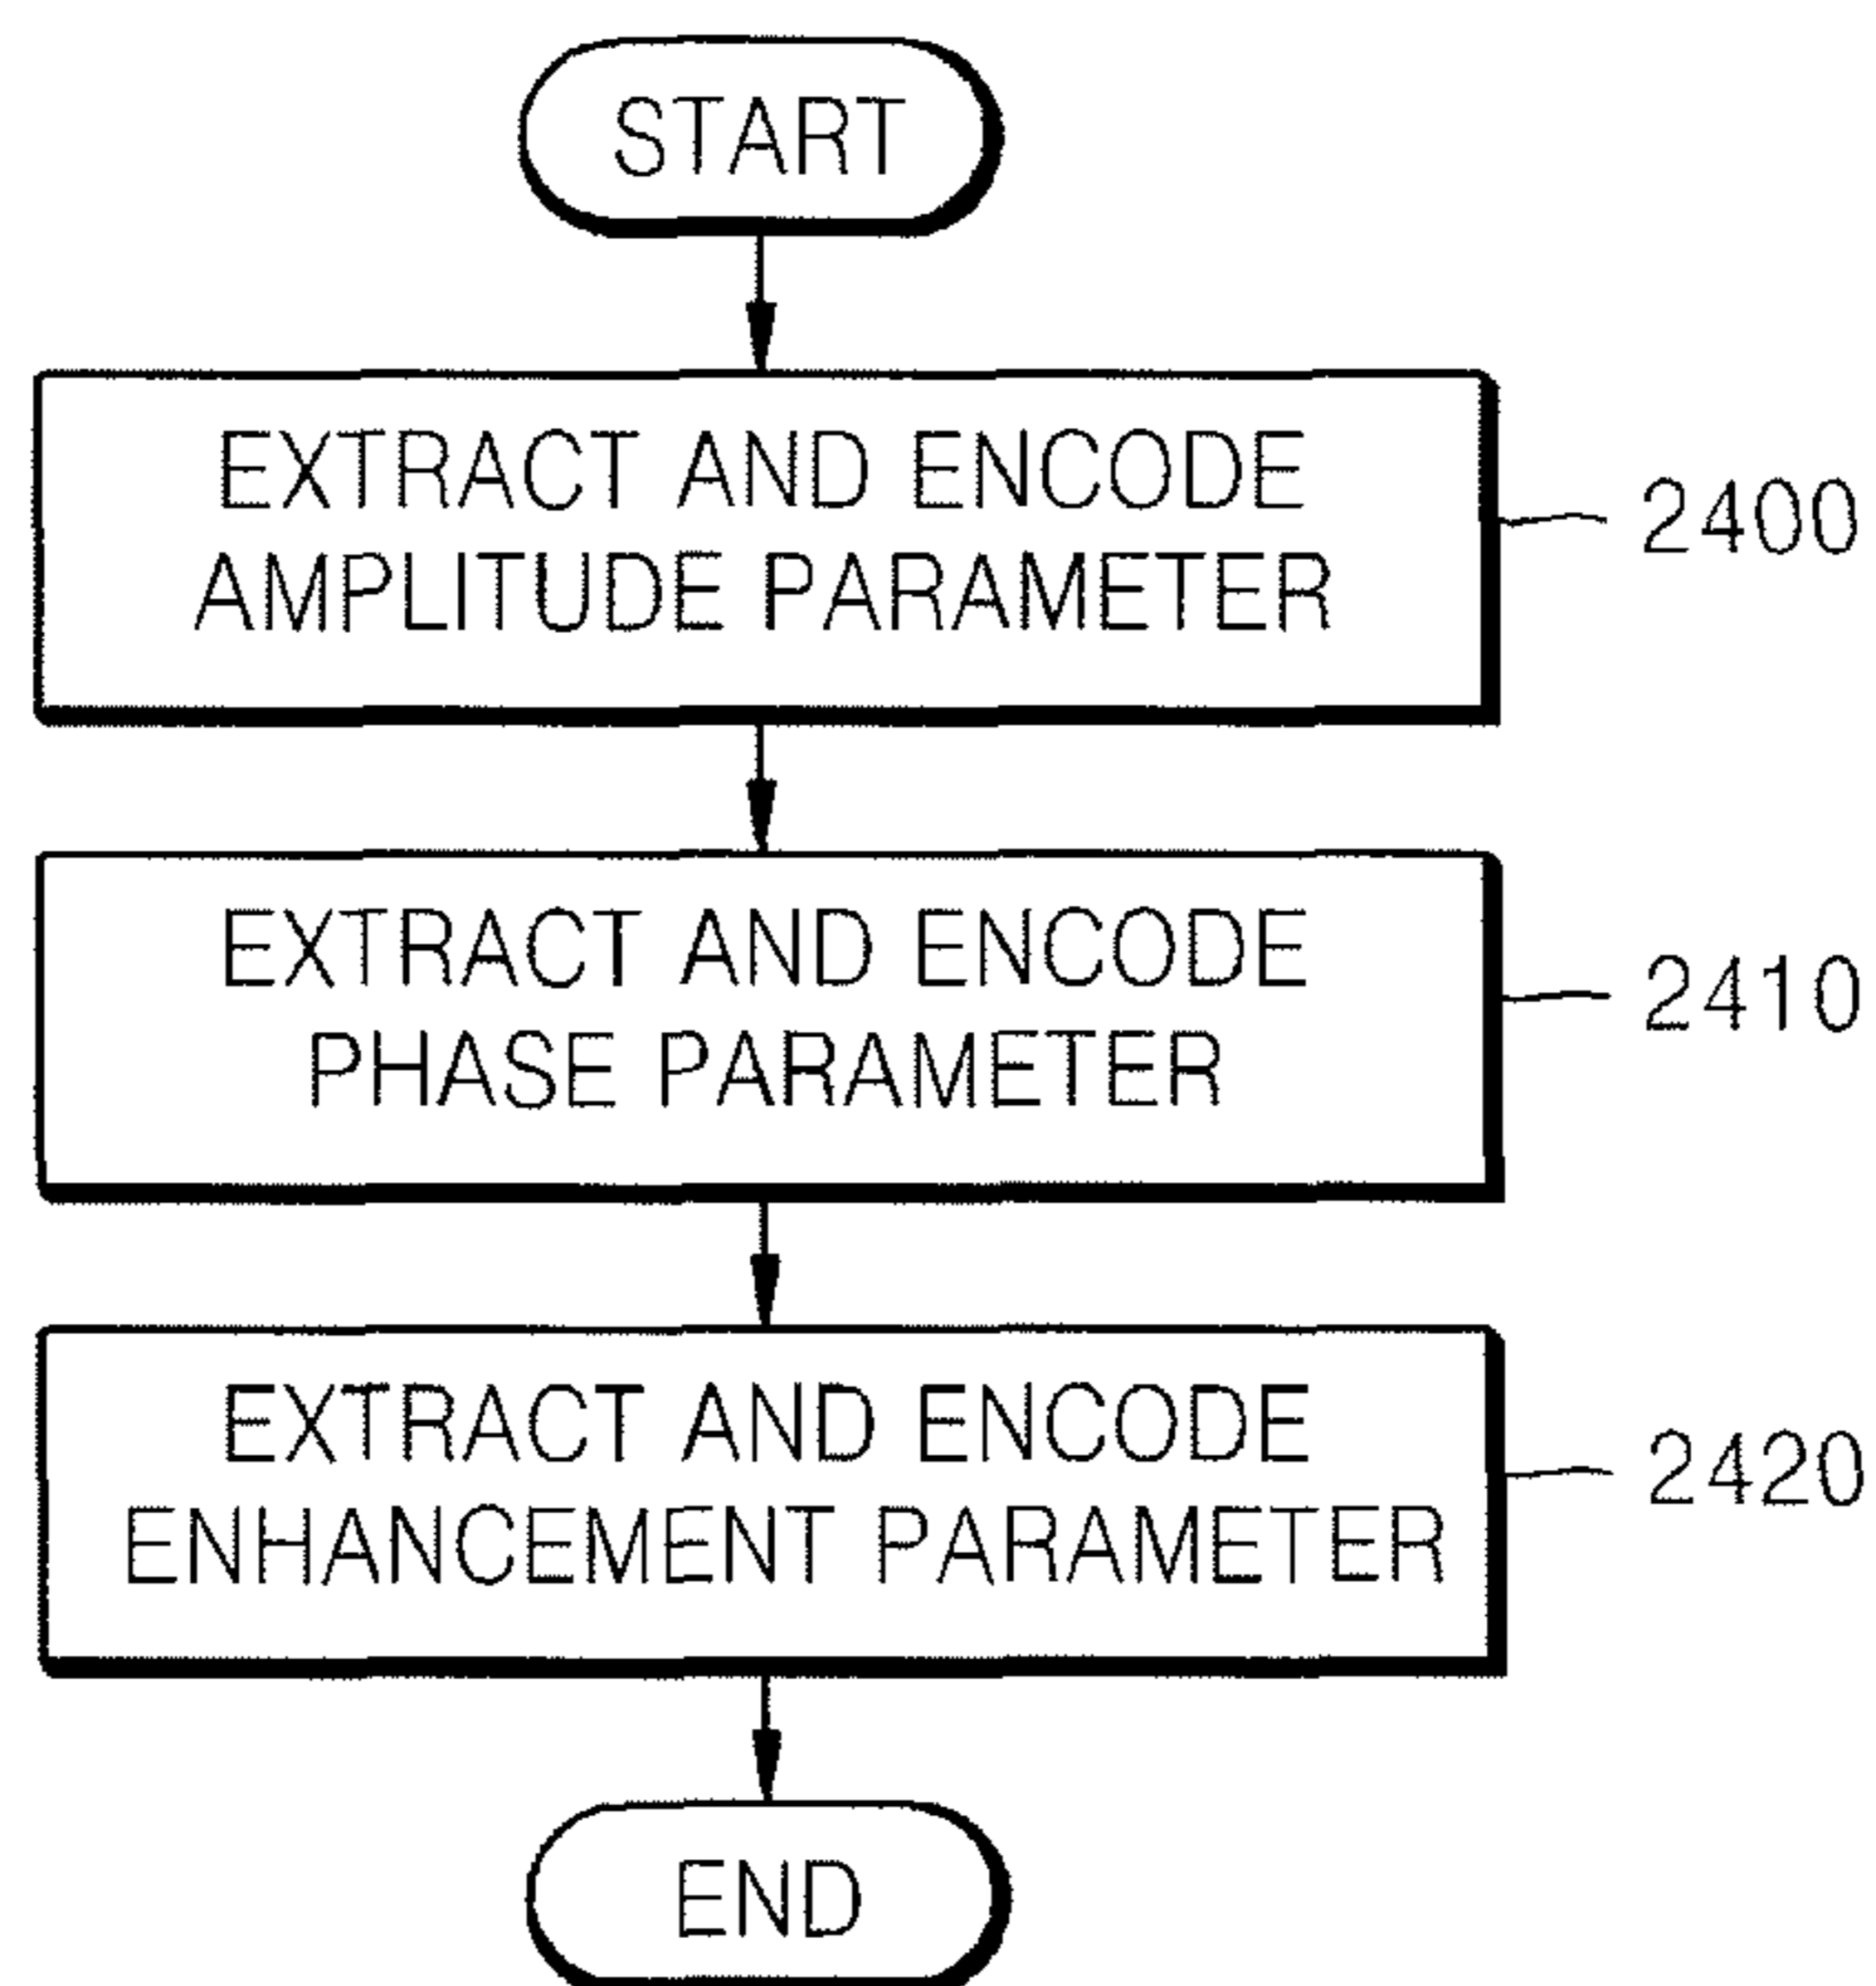 START
EXTRACT AND ENCODE
AMPLITUDE PARAMETER
2400
EXTRACT AND ENCODE
PHASE PARAMETER
2410
EXTRACT AND ENCODE
ENHANCEMENT PARAMETER
2420
END